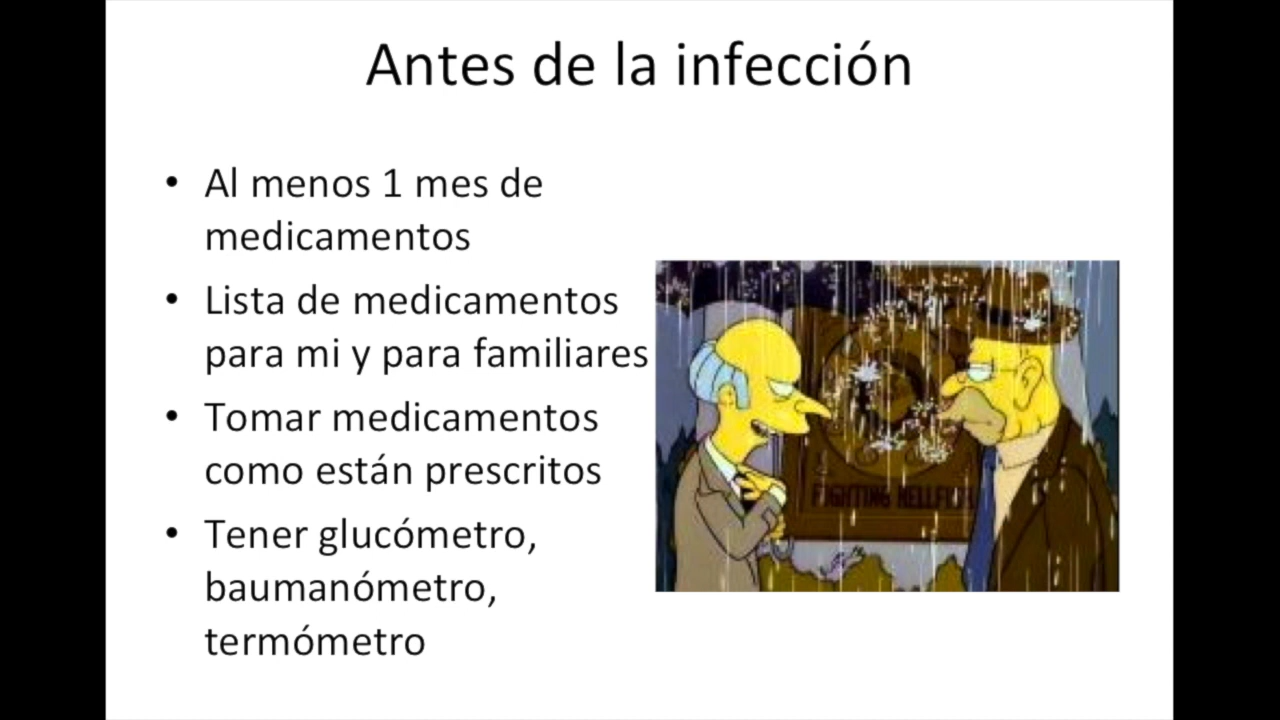 Antes de la infección
• Al menos 1 mes de
medicamentos
• Lista de medicamentos
para mi y para familiares
• Tomar medicamentos
como están prescritos
• Tener glucómetro,
baumanómetro,
termómetro
FIGHTING HELLFISH